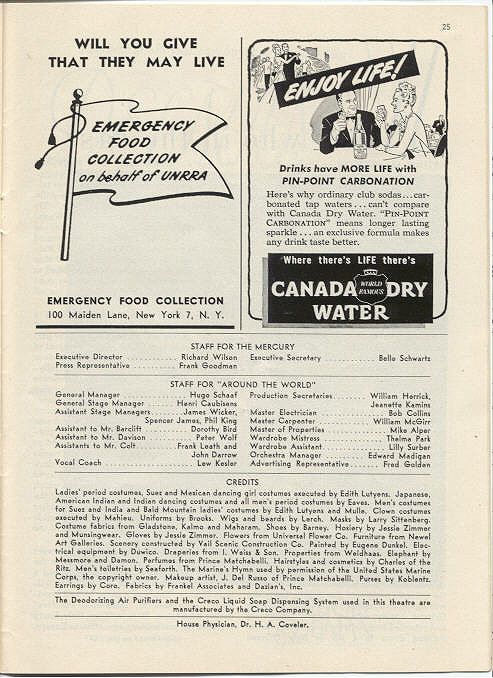 25
WILL YOU GIVE
THAT THEY MAY LIVE
EMERGENCY
FOOD
COLLECTION
on behalf of UNRRA
EMERGENCY FOOD COLLECTION
100 Maiden Lane, New York 7, N. Y.
ENJOY LIFE!
Drinks have MORE LIFE with
PIN-POINT CARBONATION
Here's why ordinary club sodas...car-
bonated tap waters... can't compare
with Canada Dry Water. "PIN-POINT
CARBONATION" means longer lasting
sparkle... an exclusive formula makes
any drink taste better.
Where there's LIFE there's
CANADA DRY
WORLD
FAMOUS
WATER
STAFF FOR THE MERCURY
Executive Director ........... Richard Wilson
Press Representative .......... Frank Goodman
Executive Secretary ........... Belle Schwartz
STAFF FOR "AROUND THE WORLD"
General Manager ............. Hugo Schaaf
General Stage Manager ...... Henri Caubisens
Assistant Stage Managers ....... James Wicker,
Spencer James, Phil King
Assistant to Mr. Barclift ........ Dorothy Bird
Assistant to Mr. Davison ........ Peter Wolf
Assistants to Mr. Colt ........ Frank Leath and
John Darrow
Vocal Coach ................. Lew Kesler
Production Secretaries ........ William Herrick,
Jeanette Kamins
Master Electrician ............. Bob Collins
Master Carpenter ........... William McGirr
Master of Properties ............ Mike Alper
Wardrobe Mistress ........... Thelma Park
Wardrobe Assistant ............ Lilly Surber
Orchestra Manager ......... Edward Madigan
Advertising Representative ....... Fred Golden
CREDITS
Ladies' period costumes, Suez and Mexican dancing girl costumes executed by Edith Lutyens. Japanese,
American Indian and Indian dancing costumes and all men's period costumes by Eaves. Men's costumes
for Suez and India and Bald Mountain ladies' costumes by Edith Lutyens and Mulle. Clown costumes
executed by Mahieu. Uniforms by Brooks. Wigs and beards by Lerch. Masks by Larry Sittenberg.
Costume fabrics from Gladstone, Kalmo and Maharam. Shoes by Barney. Hosiery by Jessie Zimmer
and Munsingwear. Gloves by Jessie Zimmer. Flowers from Universal Flower Co. Furniture from Newel
Art Galleries. Scenery constructed by Vail Scenic Construction Co. Painted by Eugene Dunkel. Elec-
trical equipment by Duwico. Draperies from I. Weiss & Son. Properties from Weldhaas. Elephant by
Messmore and Damon. Perfumes from Prince Matchabelli. Hairstyles and cosmetics by Charles of the
Ritz. Men's toiletries by Seaforth. The Marine's Hymn used by permission of the United States Marine
Corps, the copyright owner. Makeup artist, J. Del Russo of Prince Matchabelli. Purses by Koblentz.
Earrings by Coro. Fabrics by Frankel Associates and Dazian's, Inc.
The Deodorizing Air Purifiers and the Creco Liquid Soap Dispensing System used in this theatre are
manufactured by the Creco Company.
House Physician, Dr. H. A. Coveler.